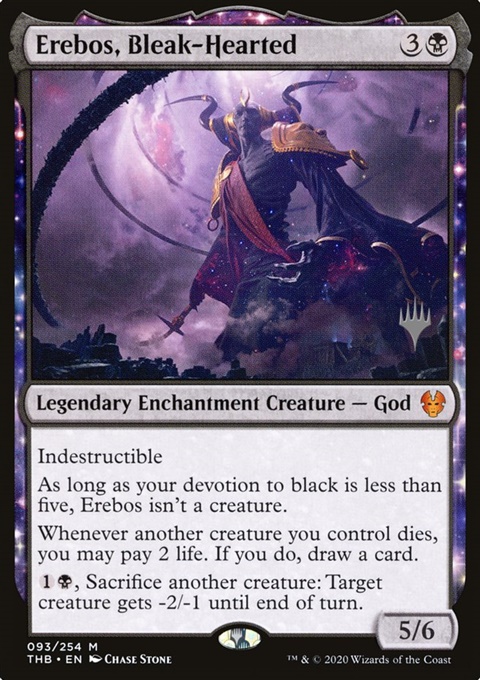 Erebos, Bleak-Hearted 3
Legendary Enchantment Creature — God
Indestructible
As long as your devotion to black is less than
five, Erebos isn't a creature.
Whenever another creature you control dies,
you may pay 2 life. If you do, draw a card.
1, Sacrifice another creature: Target
creature gets -2/-1 until end of turn.
5/6
093/254 M
THB • EN Chase Stone
™ & © 2020 Wizards of the Coast